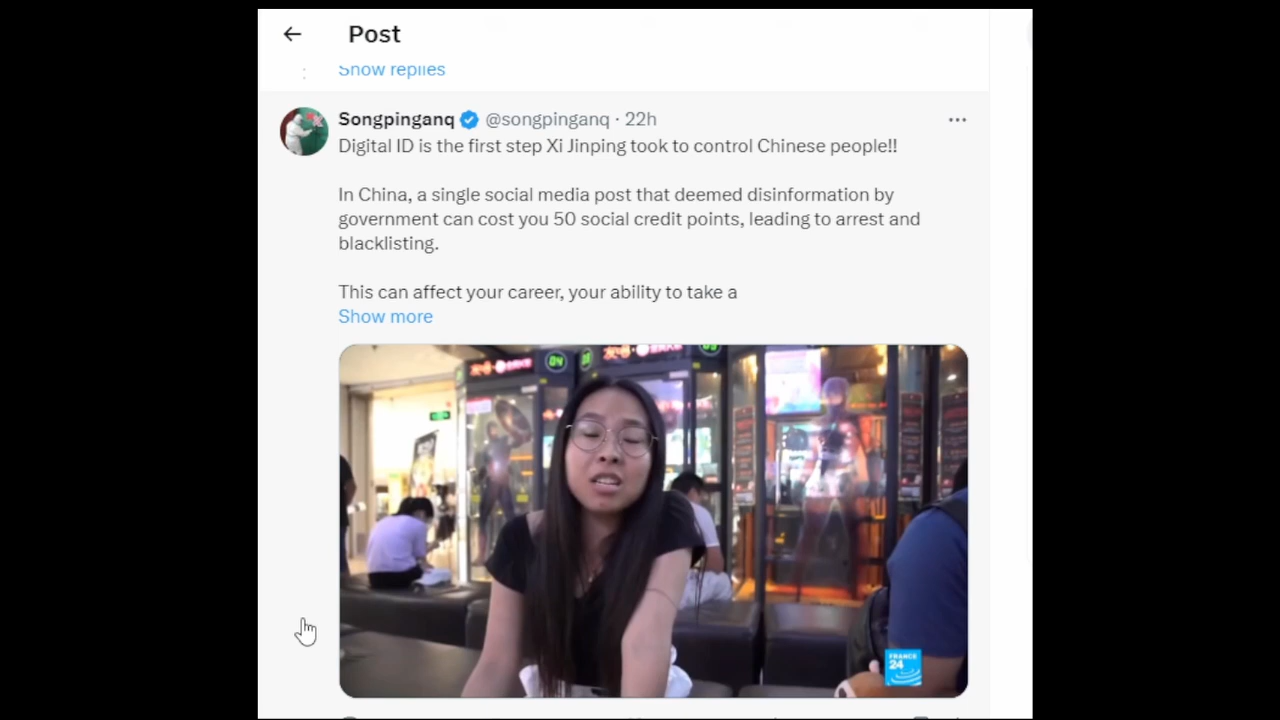 Post
Show replies
Songpinganq @songpinganq · 22h
Digital ID is the first step Xi Jinping took to control Chinese people!!
In China, a single social media post that deemed disinformation by
government can cost you 50 social credit points, leading to arrest and
blacklisting.
This can affect your career, your ability to take a
Show more
04
FRANCE
24